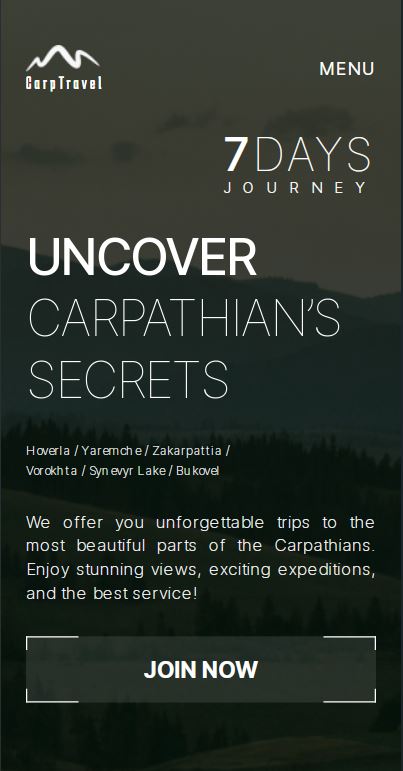 CarpTravel
MENU
7DAYS
JOURNEY
UNCOVER
CARPATHIAN’S
SECRETS
Hoverla / Yaremche / Zakarpattia /
Vorokhta / Synevyr Lake / Bukovel
We offer you unforgettable trips to the
most beautiful parts of the Carpathians.
Enjoy stunning views, exciting expeditions,
and the best service!
JOIN NOW